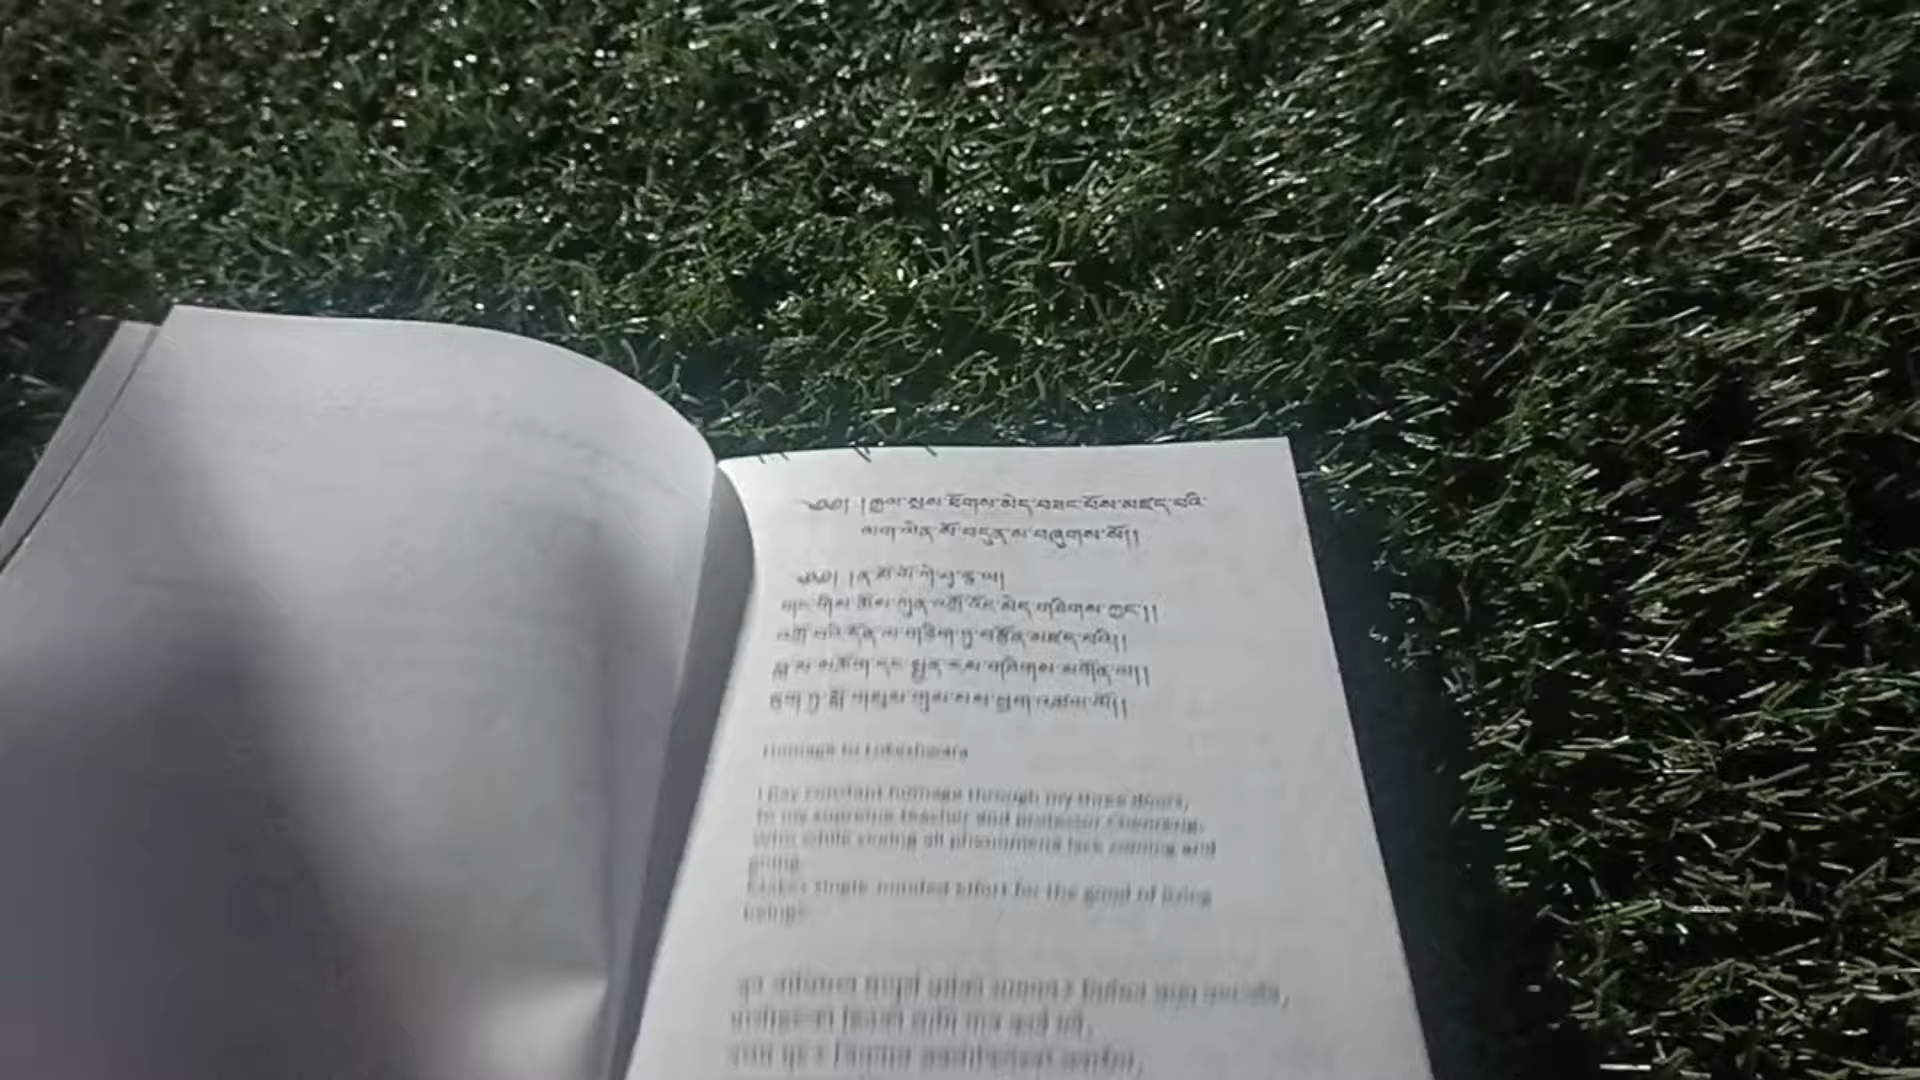 ༄༅།། །རྒྱལ་སྲས་ཐོགས་མེད་བཟང་པོས་མཛད་པའི་
ལག་ལེན་སོ་བདུན་མ་བཞུགས་སོ།།
༄༅།། །ན་མོ་ལོ་ཀེ་ཤྭ་ར་ཡ།
གང་གིས་ཆོས་ཀུན་འགྲོ་འོང་མེད་གཟིགས་ཀྱང་།།
འགྲོ་བའི་དོན་ལ་གཅིག་ཏུ་བརྩོན་མཛད་པའི།།
བླ་མ་མཆོག་དང་སྤྱན་རས་གཟིགས་མགོན་ལ།།
རྟག་ཏུ་སྒོ་གསུམ་གུས་པས་ཕྱག་འཚལ་ལོ།།
Homage to Lokeshwara
I pay constant homage through my three doors,
To my supreme teacher and protector Chenrezig,
Who while seeing all phenomena lack coming and
going
Makes single-minded effort for the good of living
beings